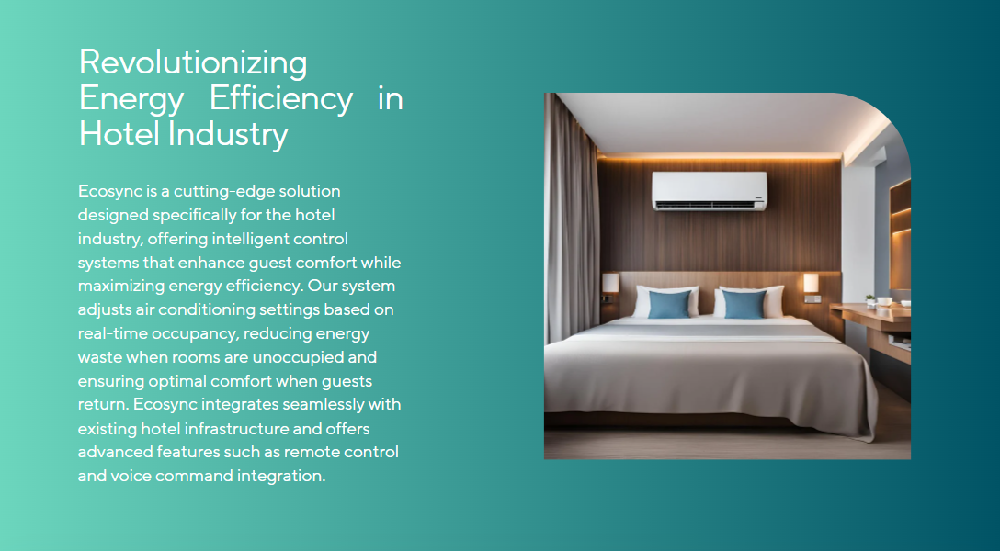 Revolutionizing
Energy Efficiency in
Hotel Industry
Ecosync is a cutting-edge solution
designed specifically for the hotel
industry, offering intelligent control
systems that enhance guest comfort while
maximizing energy efficiency. Our system
adjusts air conditioning settings based on
real-time occupancy, reducing energy
waste when rooms are unoccupied and
ensuring optimal comfort when guests
return. Ecosync integrates seamlessly with
existing hotel infrastructure and offers
advanced features such as remote control
and voice command integration.